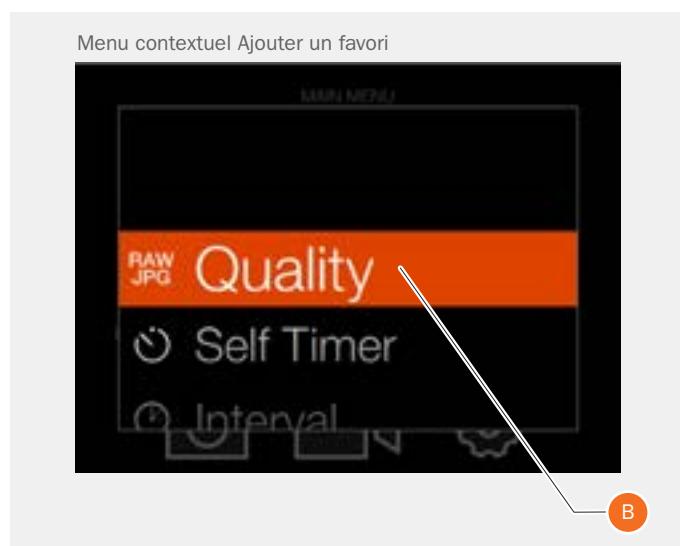 Menu contextuel Ajouter un favori
MAIN MENU
RAW
JPG
Quality
Self Timer
Interval
B